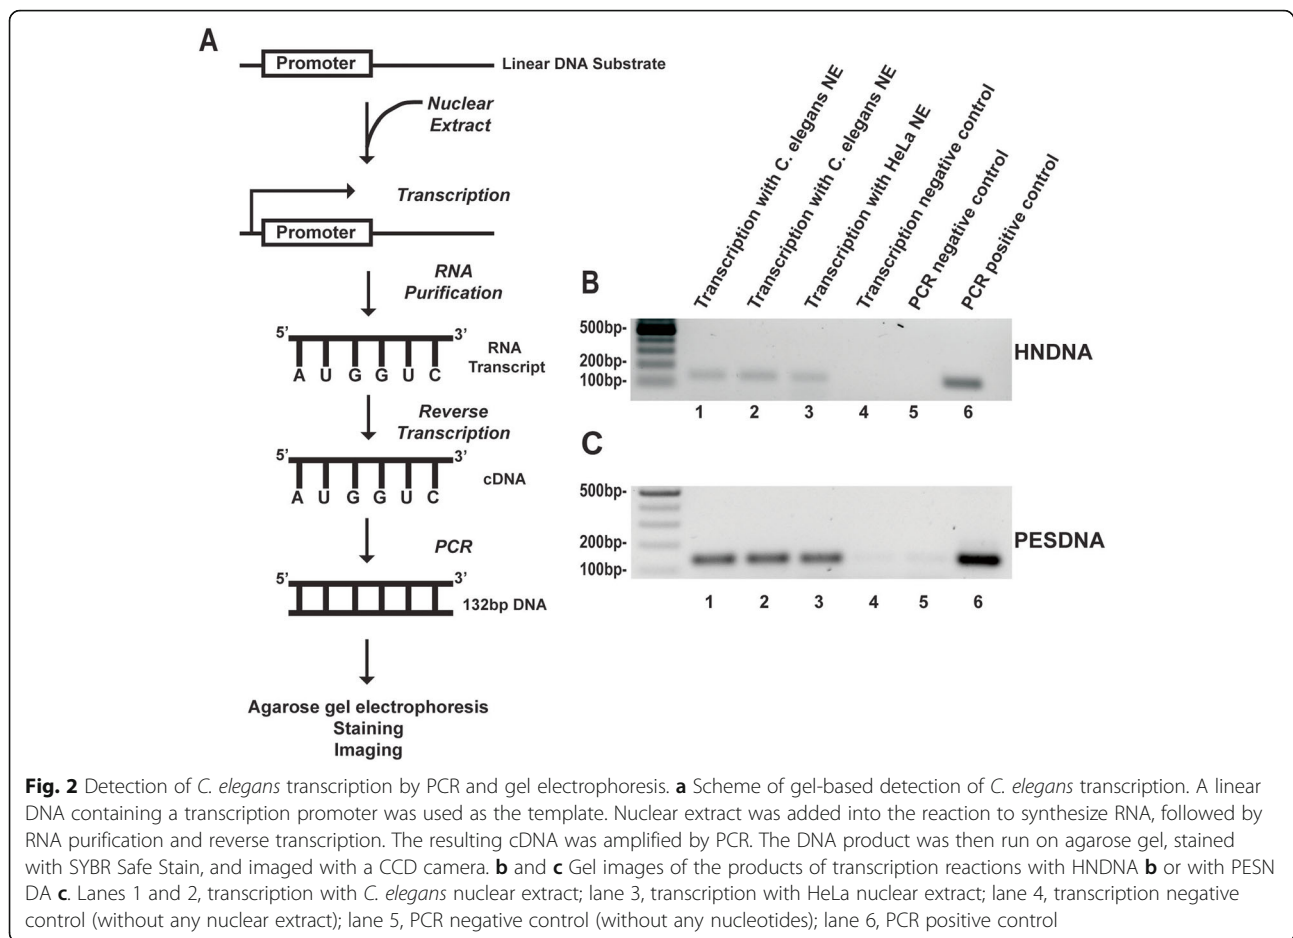 A
Promoter
Linear DNA Substrate
Nuclear
Extract
Transcription
Promoter
RNA
Purification
5’ 3’
RNA
Transcript
A U G G U C
Reverse
Transcription
5’ 3’
cDNA
A U G G U C
PCR
5’ 3’
132bp DNA
Agarose gel electrophoresis
Staining
Imaging
Transcription with C. elegans NE
Transcription with C. elegans NE
Transcription with HeLa NE
Transcription negative control
PCR negative control
PCR positive control
B
500bp-
200bp-
100bp-
HNDNA
1 2 3 4 5 6
C
500bp-
200bp-
100bp-
PESDNA
1 2 3 4 5 6
Fig. 2 Detection of C. elegans transcription by PCR and gel electrophoresis. a Scheme of gel-based detection of C. elegans transcription. A linear
DNA containing a transcription promoter was used as the template. Nuclear extract was added into the reaction to synthesize RNA, followed by
RNA purification and reverse transcription. The resulting cDNA was amplified by PCR. The DNA product was then run on agarose gel, stained
with SYBR Safe Stain, and imaged with a CCD camera. b and c Gel images of the products of transcription reactions with HNDNA b or with PESN
DA c. Lanes 1 and 2, transcription with C. elegans nuclear extract; lane 3, transcription with HeLa nuclear extract; lane 4, transcription negative
control (without any nuclear extract); lane 5, PCR negative control (without any nucleotides); lane 6, PCR positive control